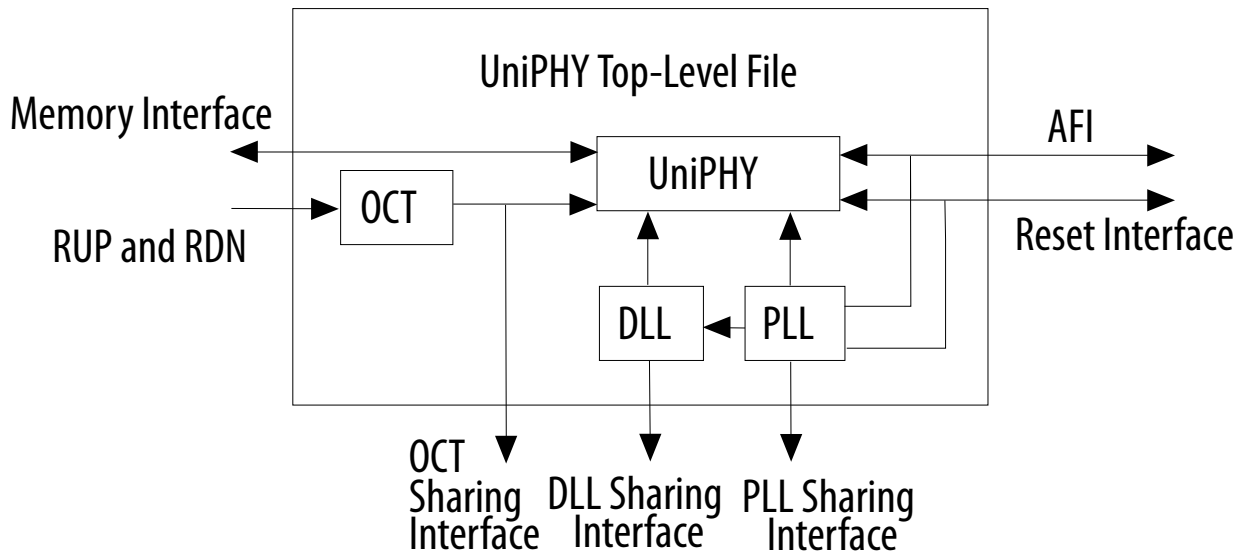 UniPHY Top-Level File
Memory Interface
AFI
UniPHY
OCT
RUP and RDN
Reset Interface
DLL
PLL
OCT
Sharing
Interface
DLL Sharing
Interface
PLL Sharing
Interface